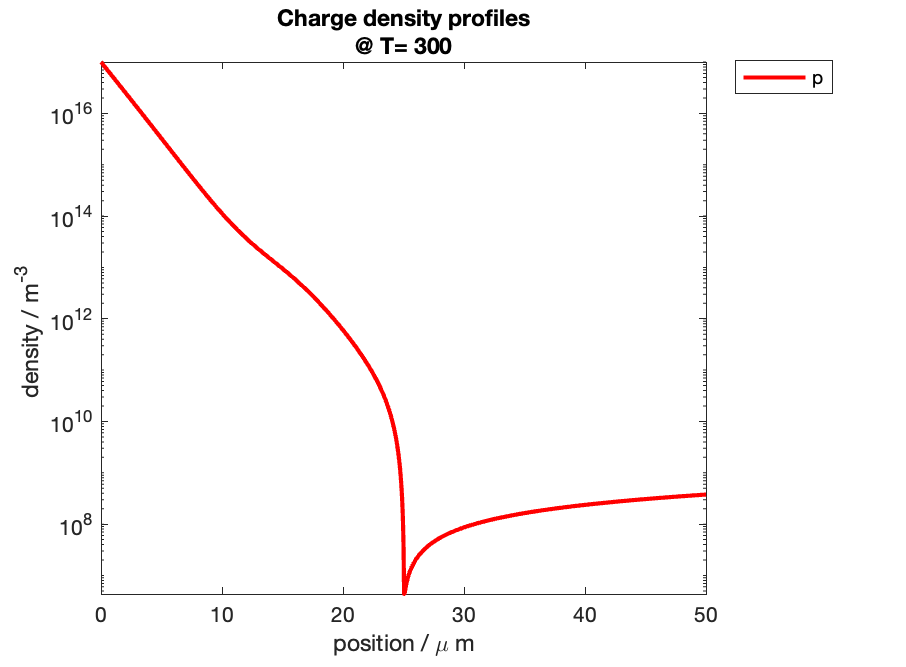 Charge density profiles
@ T= 300
p
density / m-3
10^16
10^14
10^12
10^10
10^8
0 10 20 30 40 50
position / μ m